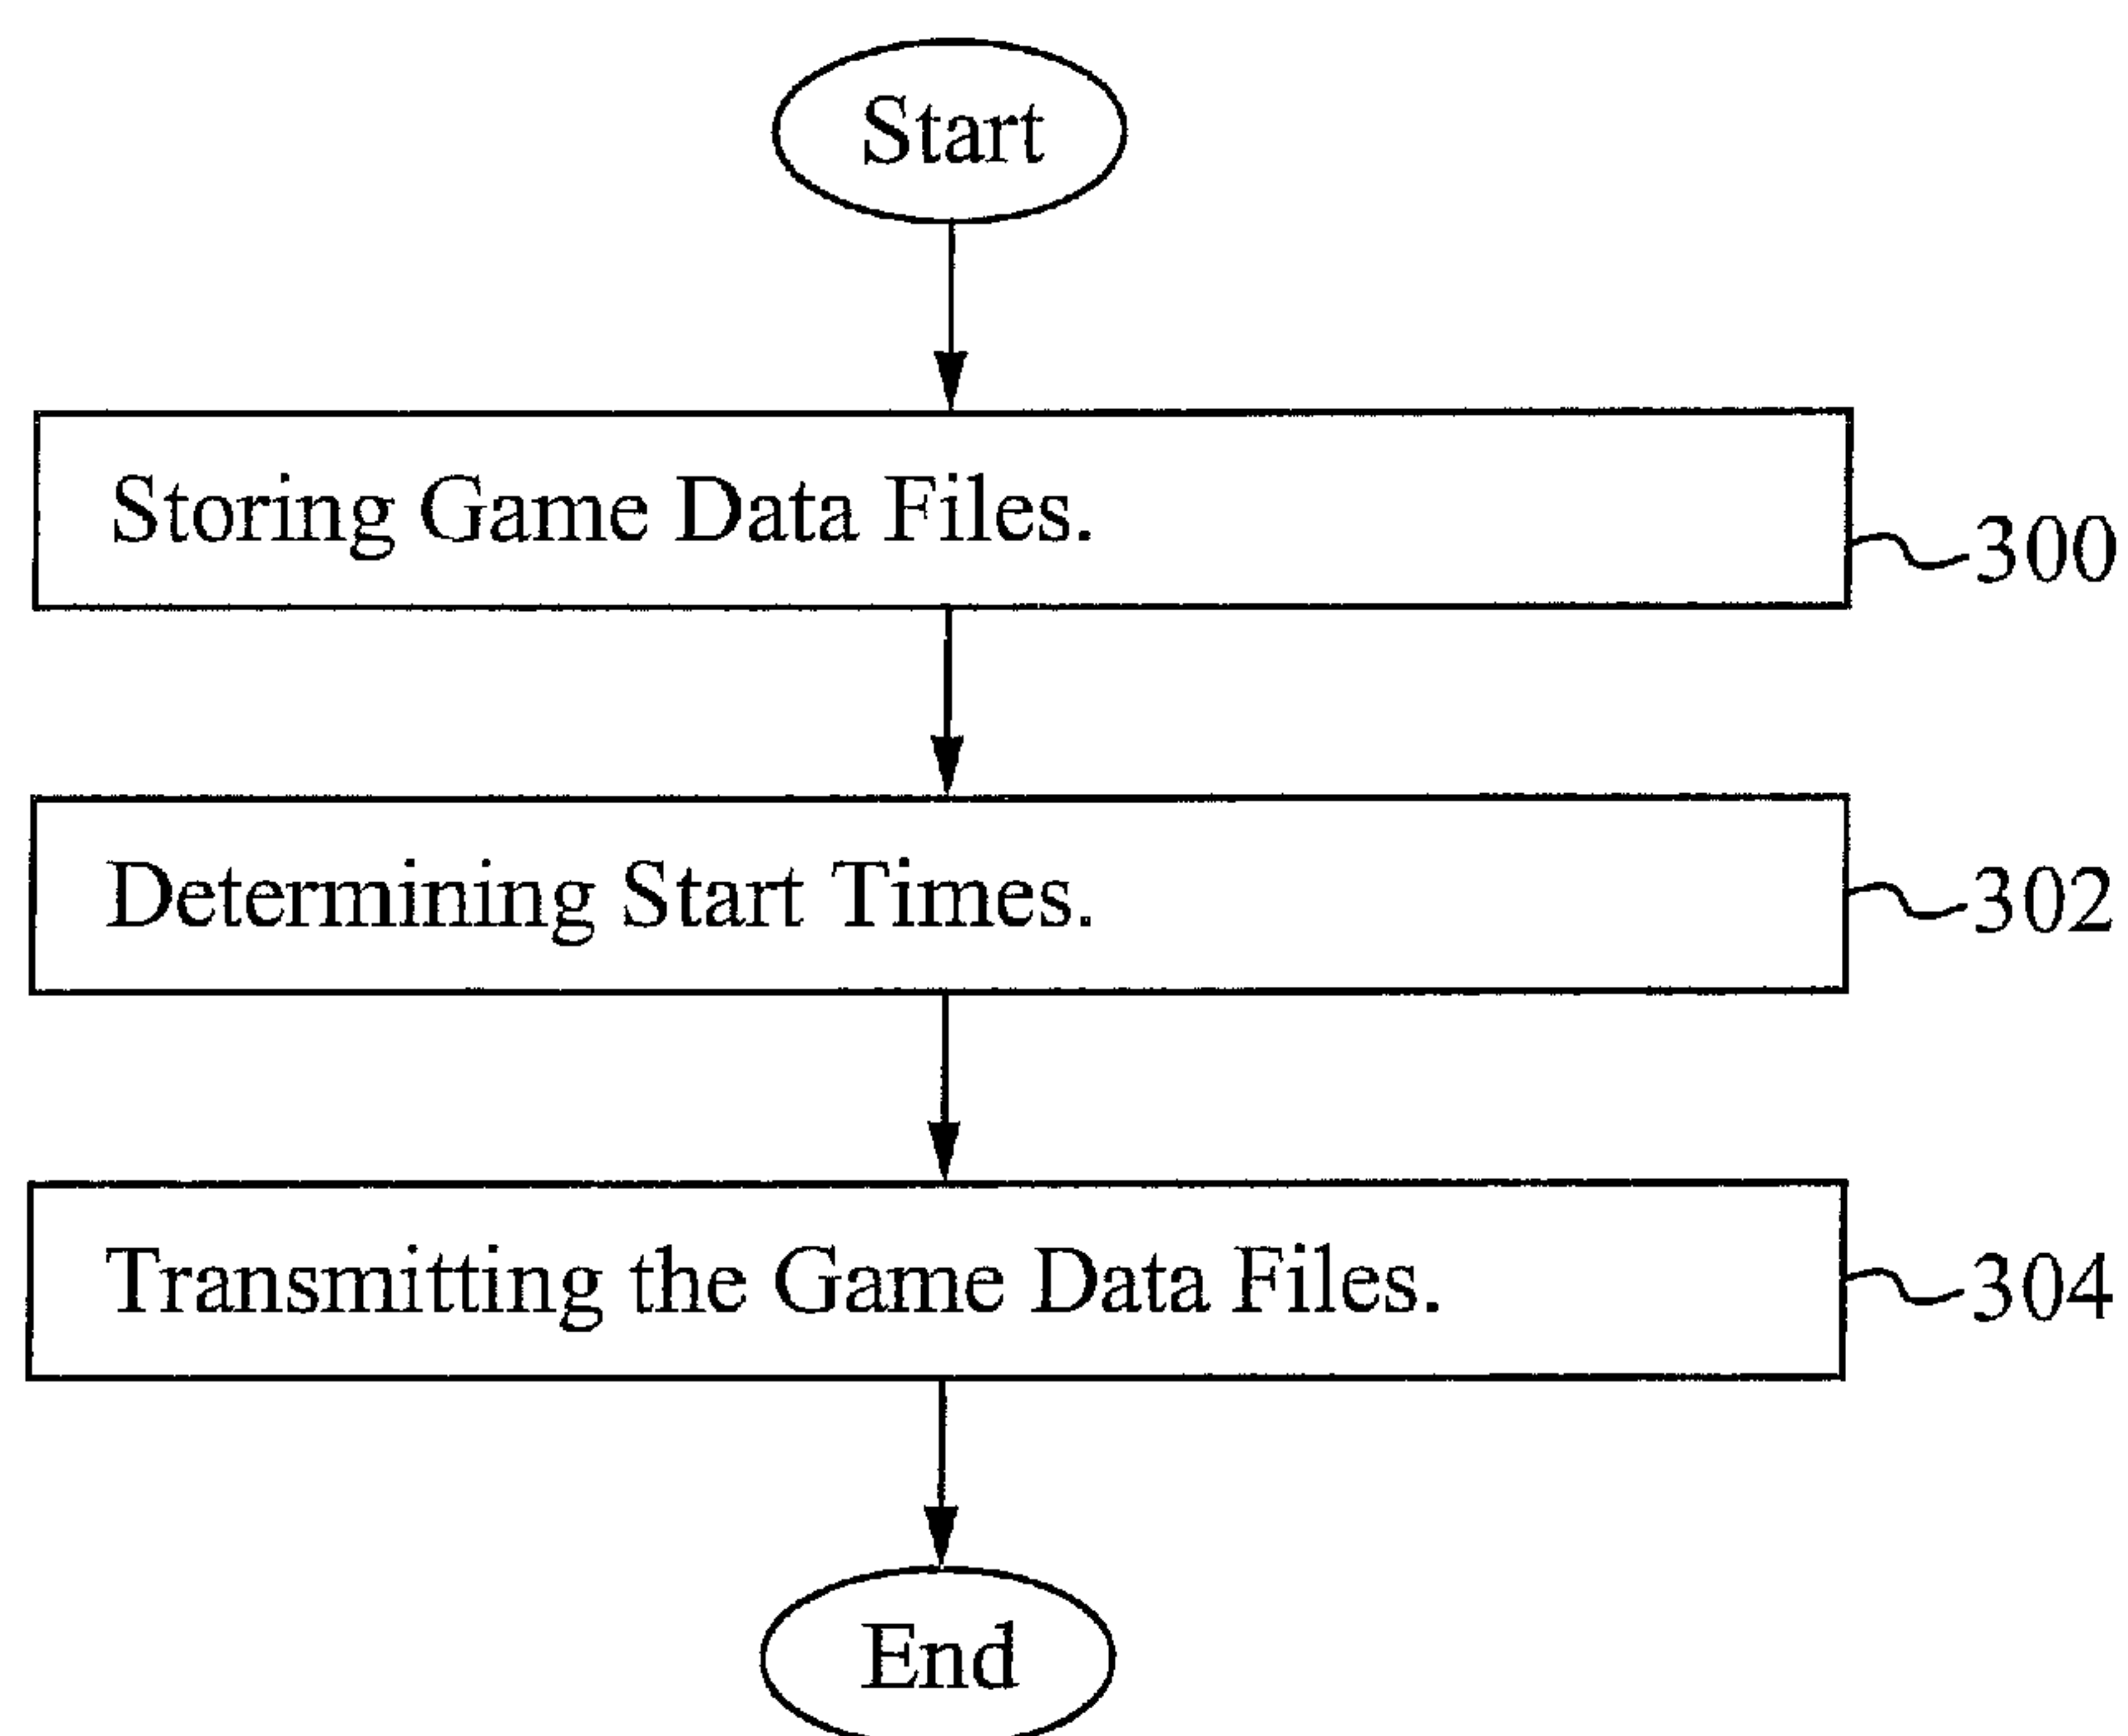 Start
Storing Game Data Files.
300
Determining Start Times.
302
Transmitting the Game Data Files.
304
End